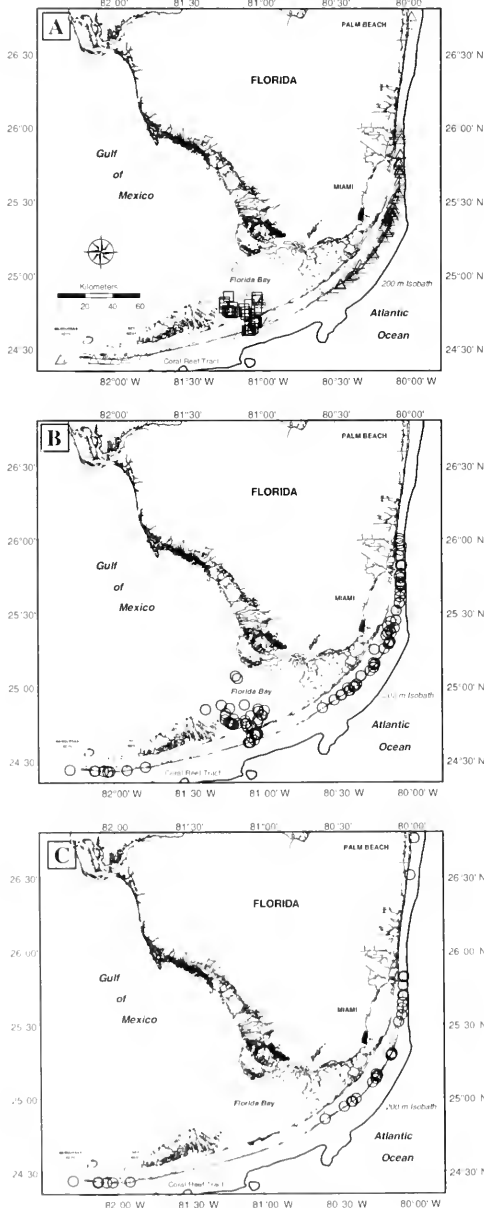 82°00' 81°30' 81°00' 80°30' 80°00'
A
PALM BEACH
26 30'
26°30' N
FLORIDA
26°00'
26°00' N
Gulf
of
Mexico
MIAMI
25°30'
25°30' N
25°00'
Florida Bay
25°00' N
Kilometers
0 20 40 60
200 m Isobath
Atlantic
Ocean
24°30'
Coral Reef Tract
24°30' N
82°00' W 81°30' W 81°00' W 80°30' W 80°00' W
82°00' 81°30' 81°00' 80°30' 80°00'
B
PALM BEACH
26°30'
26°30' N
FLORIDA
26°00'
26°00' N
Gulf
of
Mexico
MIAMI
25°30'
25°30' N
25 00'
Florida Bay
25°00' N
m Isobath
Atlantic
Ocean
24°30'
Coral Reef Tract
24°30' N
82°00' W 81°30' W 81°00' W 80°30' W 80°00' W
82 00' 81°30' 81°00' 80°30' 80°00'
C
PALM BEACH
26 30'
26°30' N
FLORIDA
26 00'
26°00' N
Gulf
of
Mexico
MIAMI
25 30'
25°30' N
25 00'
Florida Bay
25°00' N
200 m Isobath
Atlantic
Ocean
24 30'
Coral Reef Tract
24°30' N
82°00' W 81°30' W 81°00' W 80°30' W 80°00' W